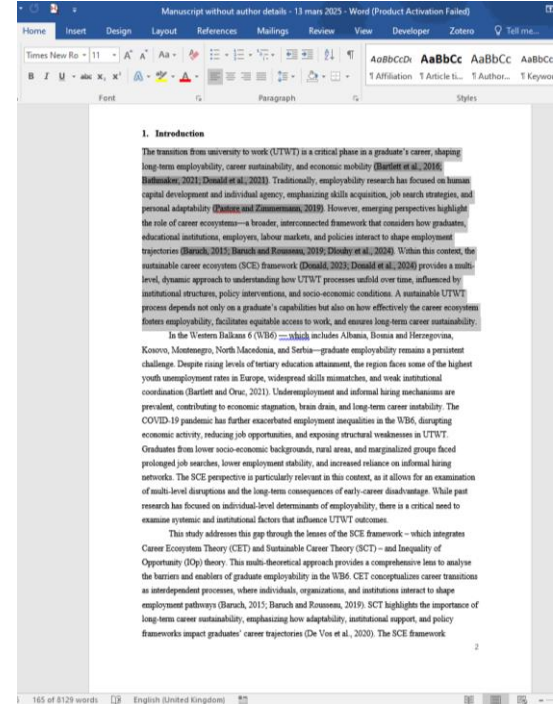 Manuscript without author details - 13 mars 2025 - Word (Product Activation Failed)
Home Insert Design Layout References Mailings Review View Developer Zotero Tell me...
Times New Ro 11 A A Aa
AaBbCcDc AaBbCc AaBbCc AaBbCc
B I U abc x, x' A A
¶ Affiliation ¶ Article ti... ¶ Author... ¶ Keywor
Font Paragraph Styles
1. Introduction
The transition from university to work (UTWT) is a critical phase in a graduate's career, shaping
long-term employability, career sustainability, and economic mobility (Bartlett et al., 2016;
Bathmaker, 2021; Donald et al., 2021). Traditionally, employability research has focused on human
capital development and individual agency, emphasizing skills acquisition, job search strategies, and
personal adaptability (Pastore and Zimmermann, 2019). However, emerging perspectives highlight
the role of career ecosystems—a broader, interconnected framework that considers how graduates,
educational institutions, employers, labour markets, and policies interact to shape employment
trajectories (Baruch, 2015; Baruch and Rousseau, 2019; Dlouhy et al., 2024). Within this context, the
sustainable career ecosystem (SCE) framework (Donald, 2023; Donald et al., 2024) provides a multi-
level, dynamic approach to understanding how UTWT processes unfold over time, influenced by
institutional structures, policy interventions, and socio-economic conditions. A sustainable UTWT
process depends not only on a graduate's capabilities but also on how effectively the career ecosystem
fosters employability, facilitates equitable access to work, and ensures long-term career sustainability.
In the Western Balkans 6 (WB6) — which includes Albania, Bosnia and Herzegovina,
Kosovo, Montenegro, North Macedonia, and Serbia—graduate employability remains a persistent
challenge. Despite rising levels of tertiary education attainment, the region faces some of the highest
youth unemployment rates in Europe, widespread skills mismatches, and weak institutional
coordination (Bartlett and Oruc, 2021). Underemployment and informal hiring mechanisms are
prevalent, contributing to economic stagnation, brain drain, and long-term career instability. The
COVID-19 pandemic has further exacerbated employment inequalities in the WB6, disrupting
economic activity, reducing job opportunities, and exposing structural weaknesses in UTWT.
Graduates from lower socio-economic backgrounds, rural areas, and marginalized groups faced
prolonged job searches, lower employment stability, and increased reliance on informal hiring
networks. The SCE perspective is particularly relevant in this context, as it allows for an examination
of multi-level disruptions and the long-term consequences of early-career disadvantage. While past
research has focused on individual-level determinants of employability, there is a critical need to
examine systemic and institutional factors that influence UTWT outcomes.
This study addresses this gap through the lenses of the SCE framework – which integrates
Career Ecosystem Theory (CET) and Sustainable Career Theory (SCT) – and Inequality of
Opportunity (IOp) theory. This multi-theoretical approach provides a comprehensive lens to analyse
the barriers and enablers of graduate employability in the WB6. CET conceptualizes career transitions
as interdependent processes, where individuals, organizations, and institutions interact to shape
employment pathways (Baruch, 2015; Baruch and Rousseau, 2019). SCT highlights the importance of
long-term career sustainability, emphasizing how adaptability, institutional support, and policy
frameworks impact graduates' career trajectories (De Vos et al., 2020). The SCE framework
2
165 of 8129 words English (United Kingdom)